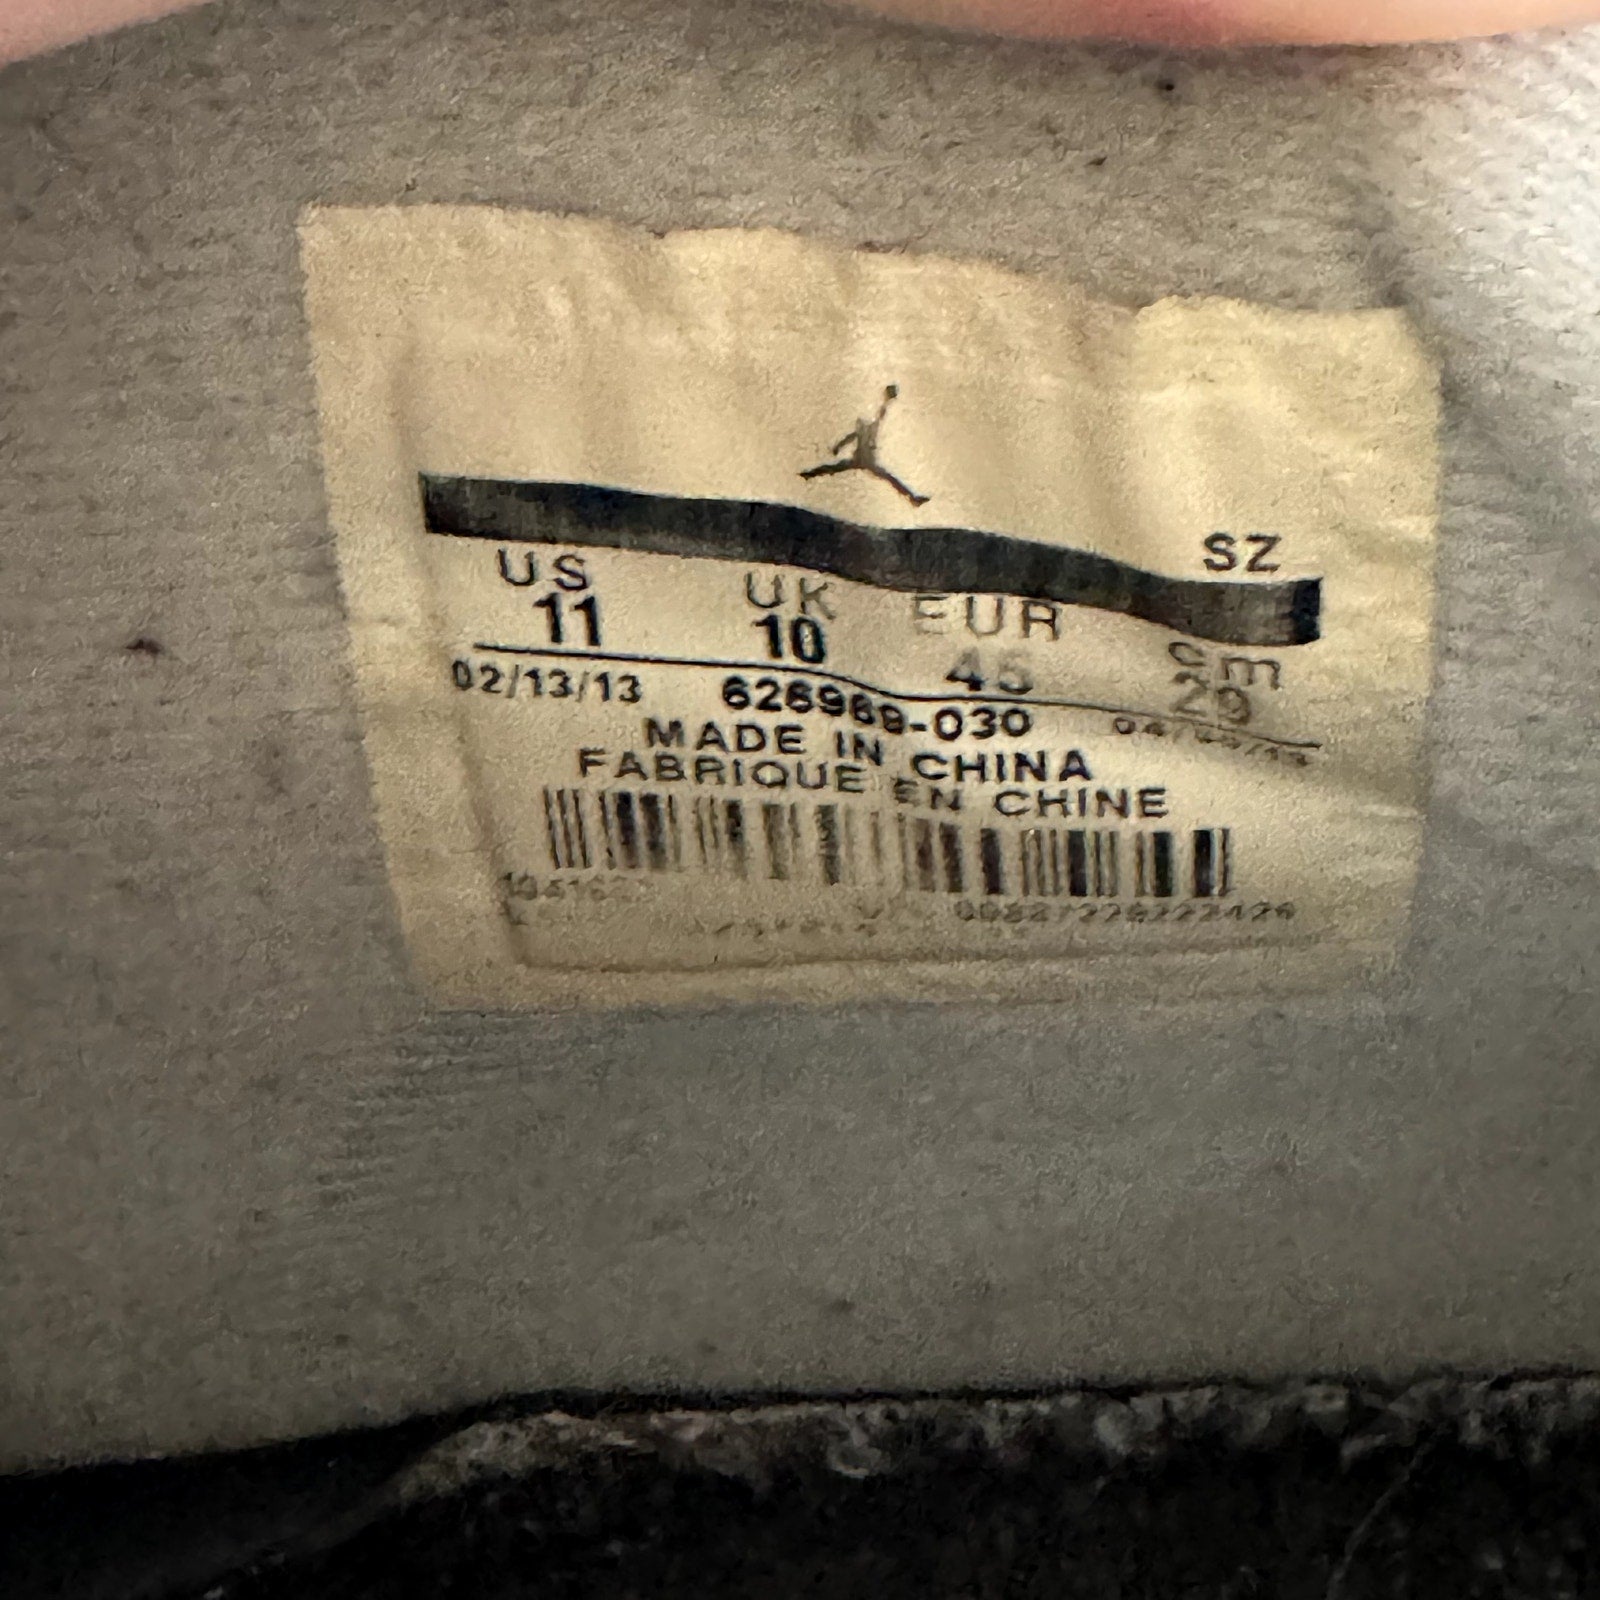 SZ
US UK EUR cm
11 10 45 29
02/13/13 626969-030
MADE IN CHINA
FABRIQUE EN CHINE